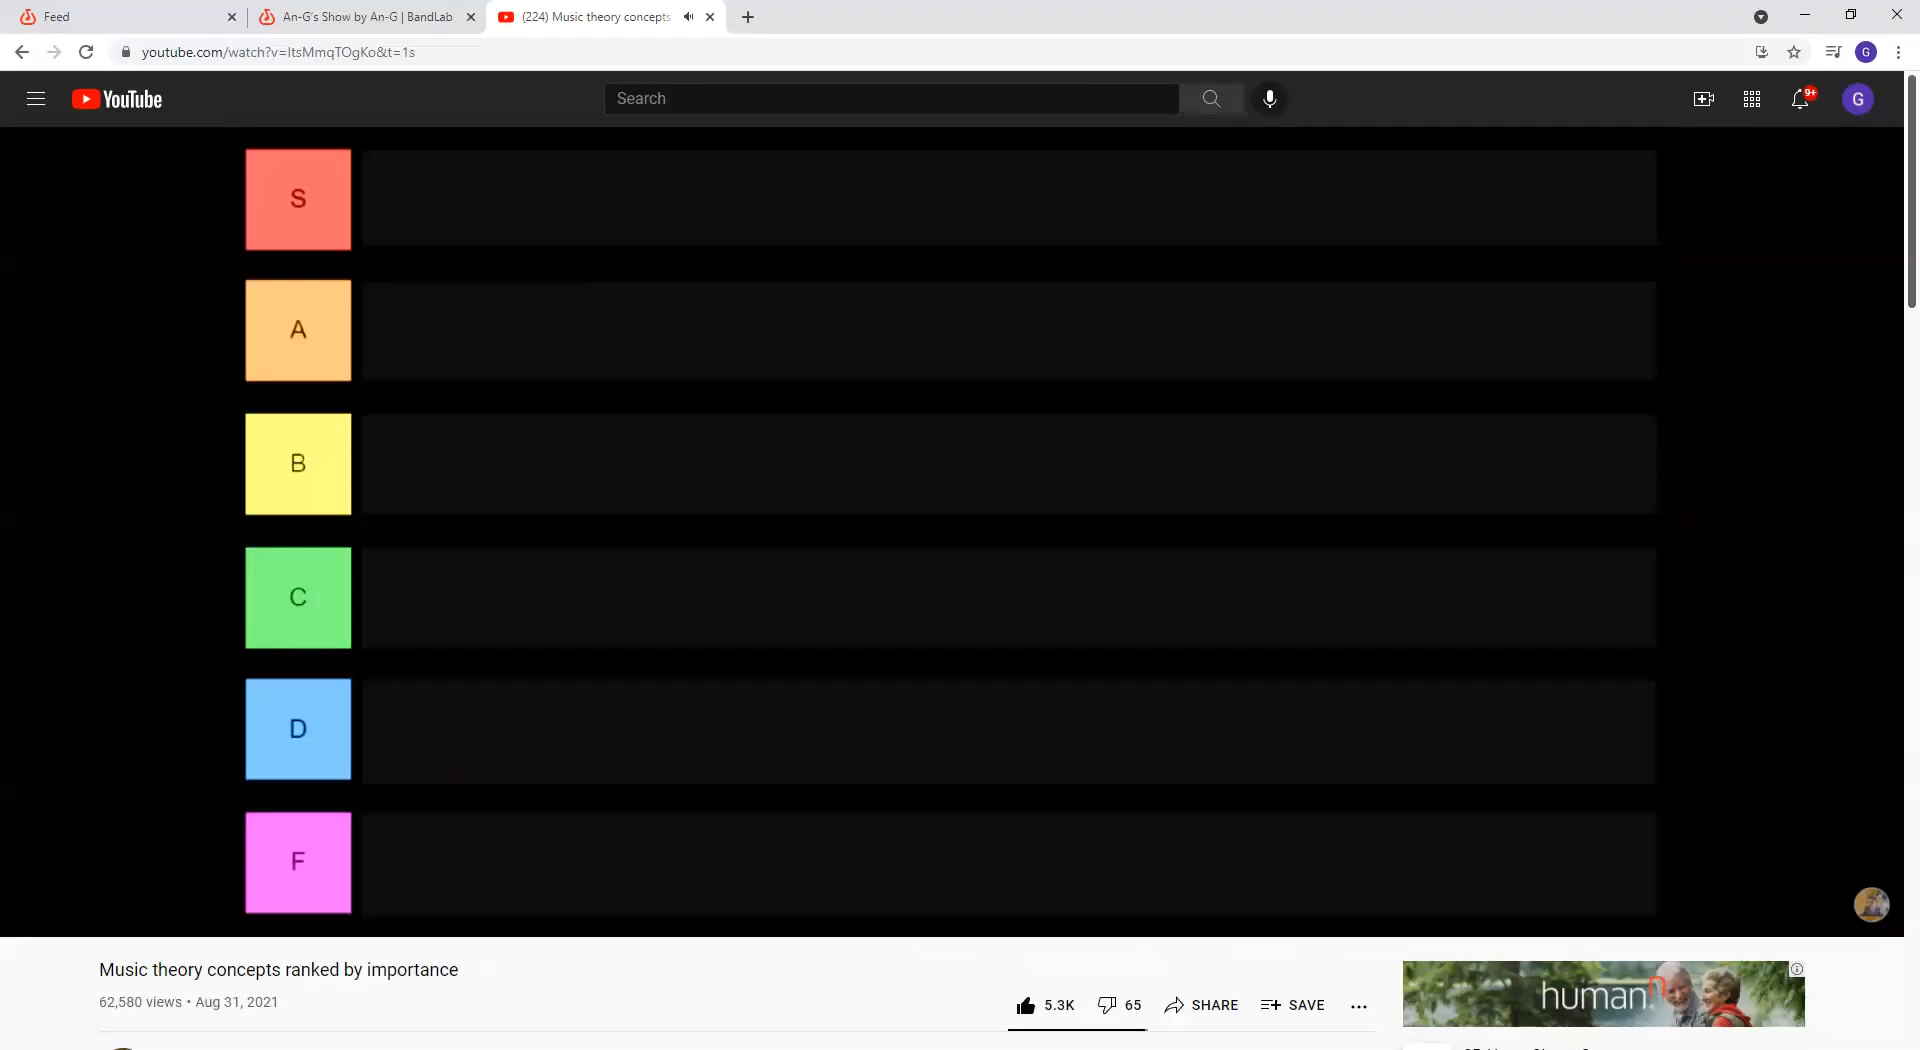 Feed
An-G's Show by An-G | BandLab
(224) Music theory concepts
youtube.com/watch?v=ItsMmqTOgKo&t=1s
G
YouTube
Search
9+
G
S
A
B
C
D
F
Music theory concepts ranked by importance
62,580 views • Aug 31, 2021
5.3K
65
SHARE
SAVE
humann